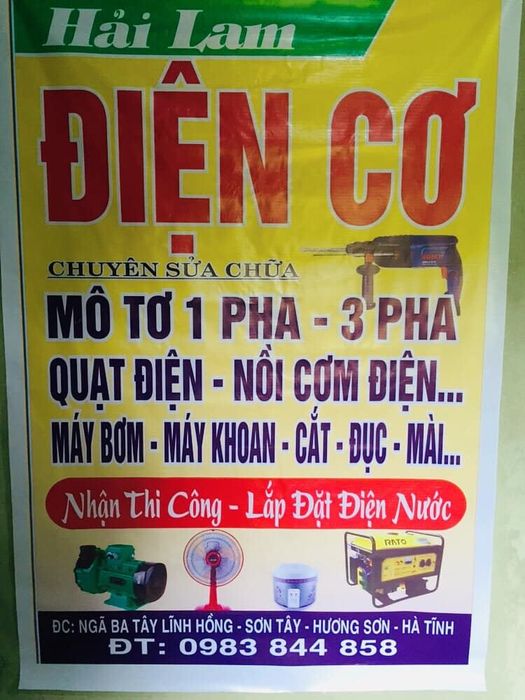 Hải Lam
ĐIỆN CƠ
CHUYÊN SỬA CHỮA
MÔ TƠ 1 PHA - 3 PHA
QUẠT ĐIỆN - NỒI CƠM ĐIỆN...
MÁY BƠM - MÁY KHOAN - CẮT - ĐỤC - MÀI...
Nhận Thi Công - Lắp Đặt Điện Nước
RATO
ĐC: NGÃ BA TÂY LĨNH HỒNG - SƠN TÂY - HƯƠNG SƠN - HÀ TĨNH
ĐT: 0983 844 858